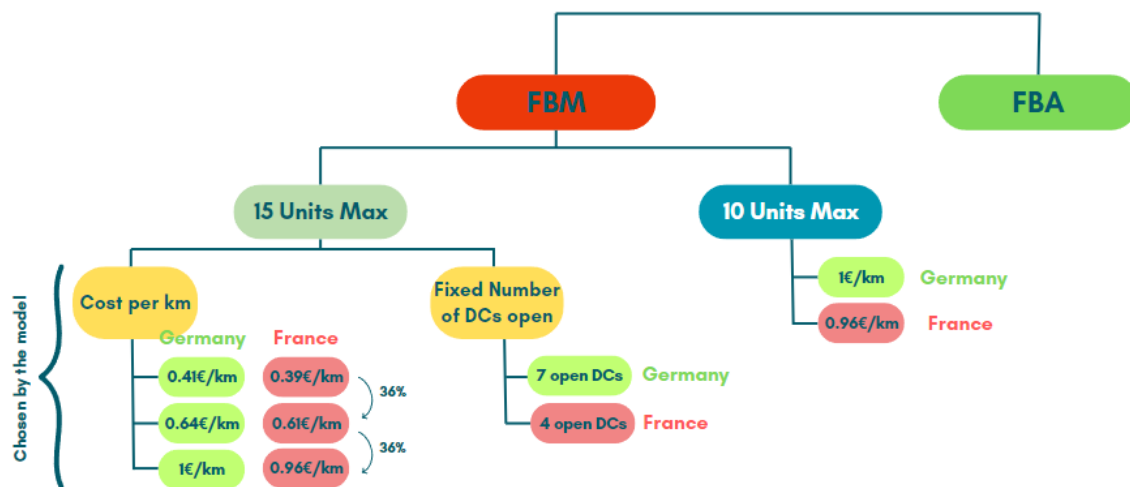 FBM
FBA
15 Units Max
10 Units Max
Chosen by the model
Cost per km
Germany France
0.41€/km 0.39€/km
36%
0.64€/km 0.61€/km
36%
1€/km 0.96€/km
Fixed Number
of DCs open
7 open DCs Germany
4 open DCs France
1€/km Germany
0.96€/km France